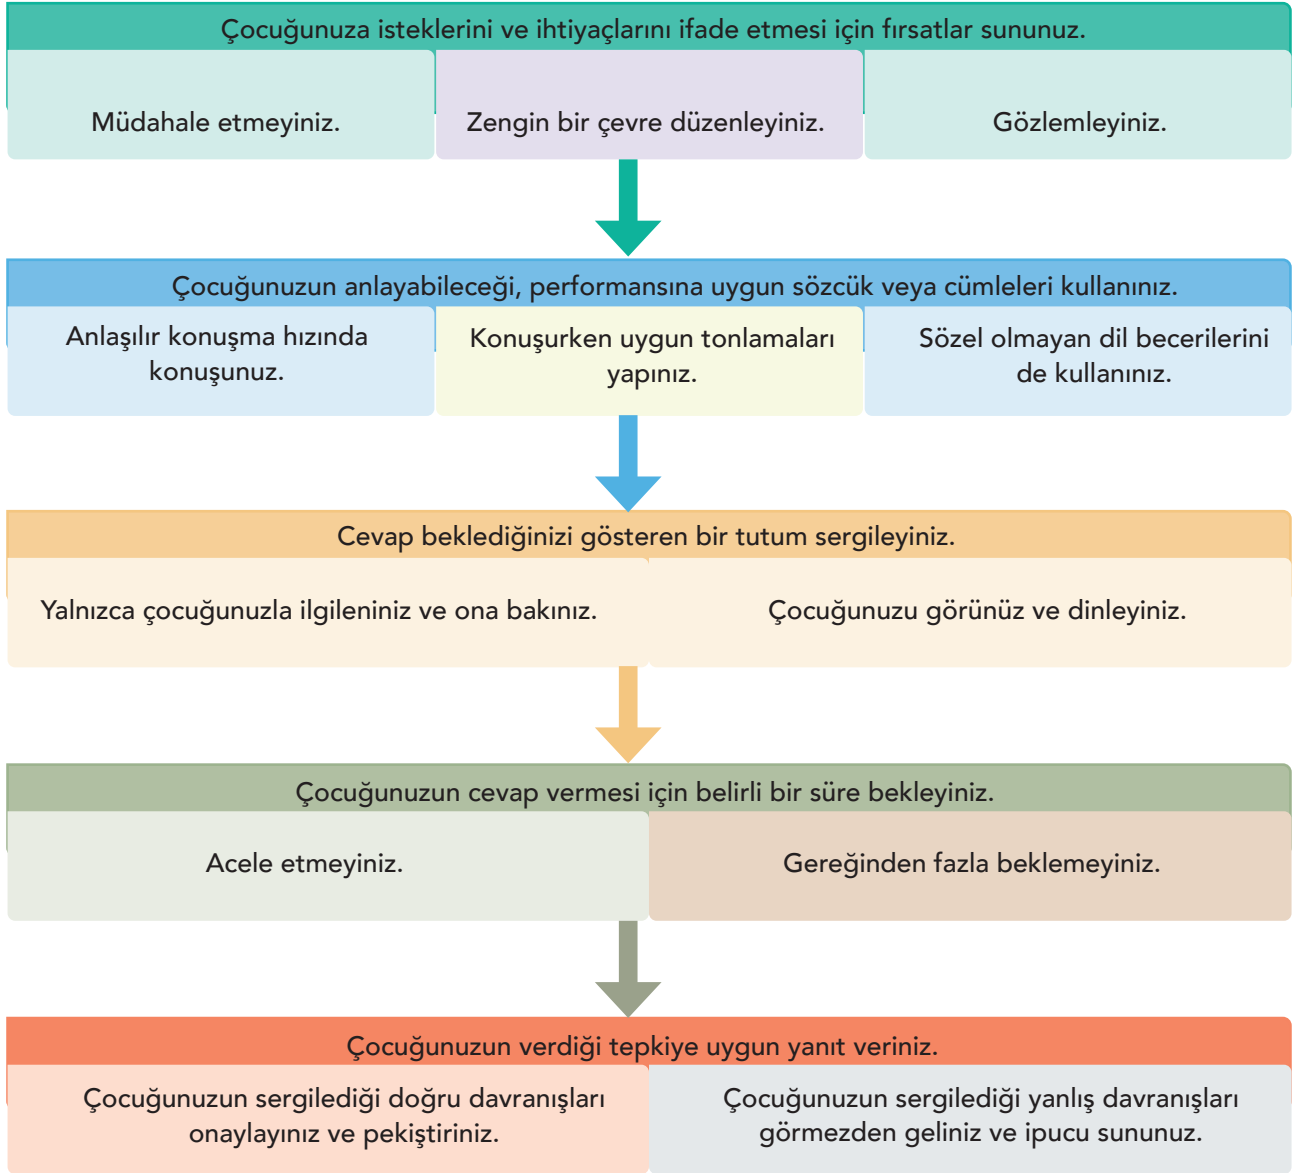 Çocuğunuza isteklerini ve ihtiyaçlarını ifade etmesi için fırsatlar sununuz.
Müdahale etmeyiniz.
Zengin bir çevre düzenleyiniz.
Gözlemleyiniz.
Çocuğunuzun anlayabileceği, performansına uygun sözcük veya cümleleri kullanınız.
Anlaşılır konuşma hızında
konuşunuz.
Konuşurken uygun tonlamaları
yapınız.
Sözel olmayan dil becerilerini
de kullanınız.
Cevap beklediğinizi gösteren bir tutum sergileyiniz.
Yalnızca çocuğunuzla ilgileniniz ve ona bakınız.
Çocuğunuzu görünüz ve dinleyiniz.
Çocuğunuzun cevap vermesi için belirli bir süre bekleyiniz.
Acele etmeyiniz.
Gereğinden fazla beklemeyiniz.
Çocuğunuzun verdiği tepkiye uygun yanıt veriniz.
Çocuğunuzun sergilediği doğru davranışları
onaylayınız ve pekiştiriniz.
Çocuğunuzun sergilediği yanlış davranışları
görmezden geliniz ve ipucu sununuz.